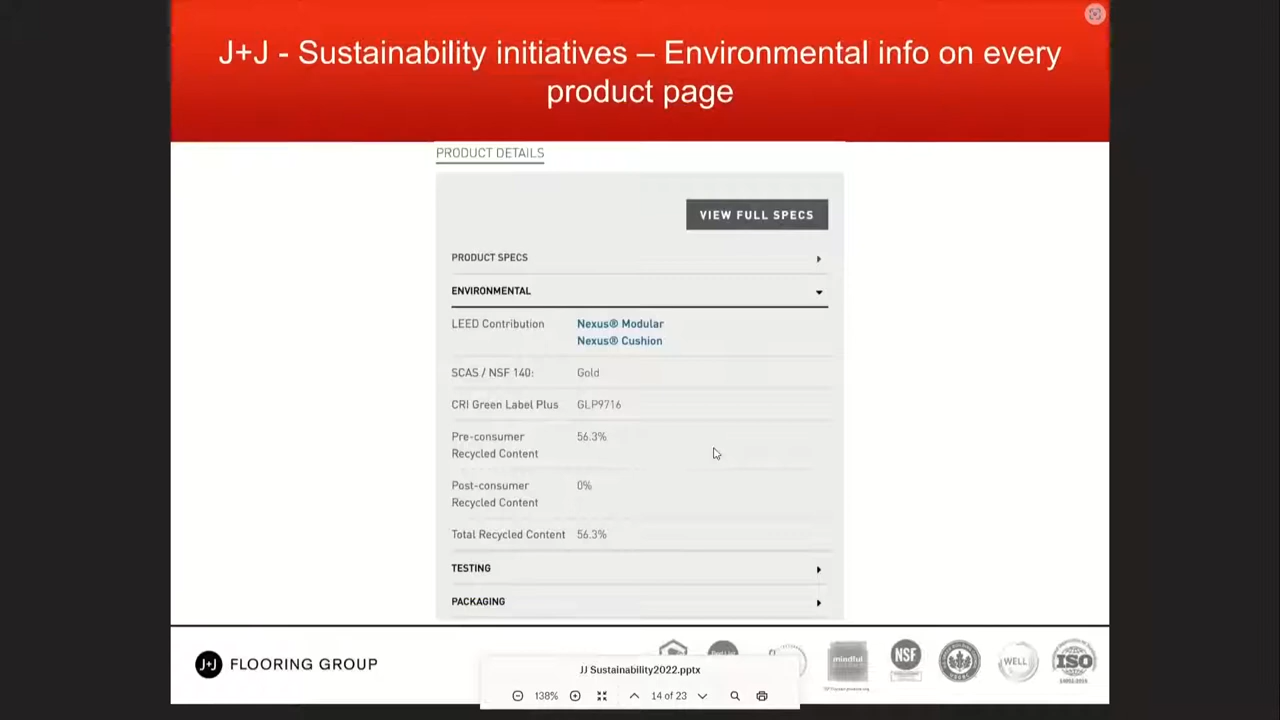 J+J - Sustainability initiatives – Environmental info on every
product page
PRODUCT DETAILS
VIEW FULL SPECS
PRODUCT SPECS
ENVIRONMENTAL
LEED Contribution Nexus® Modular
Nexus® Cushion
SCAS / NSF 140: Gold
CRI Green Label Plus GLP9716
Pre-consumer 56.3%
Recycled Content
Post-consumer 0%
Recycled Content
Total Recycled Content 56.3%
TESTING
PACKAGING
J+J FLOORING GROUP
mindful
NSF
WELL
ISO
JJ Sustainability2022.pptx
138% 14 of 23